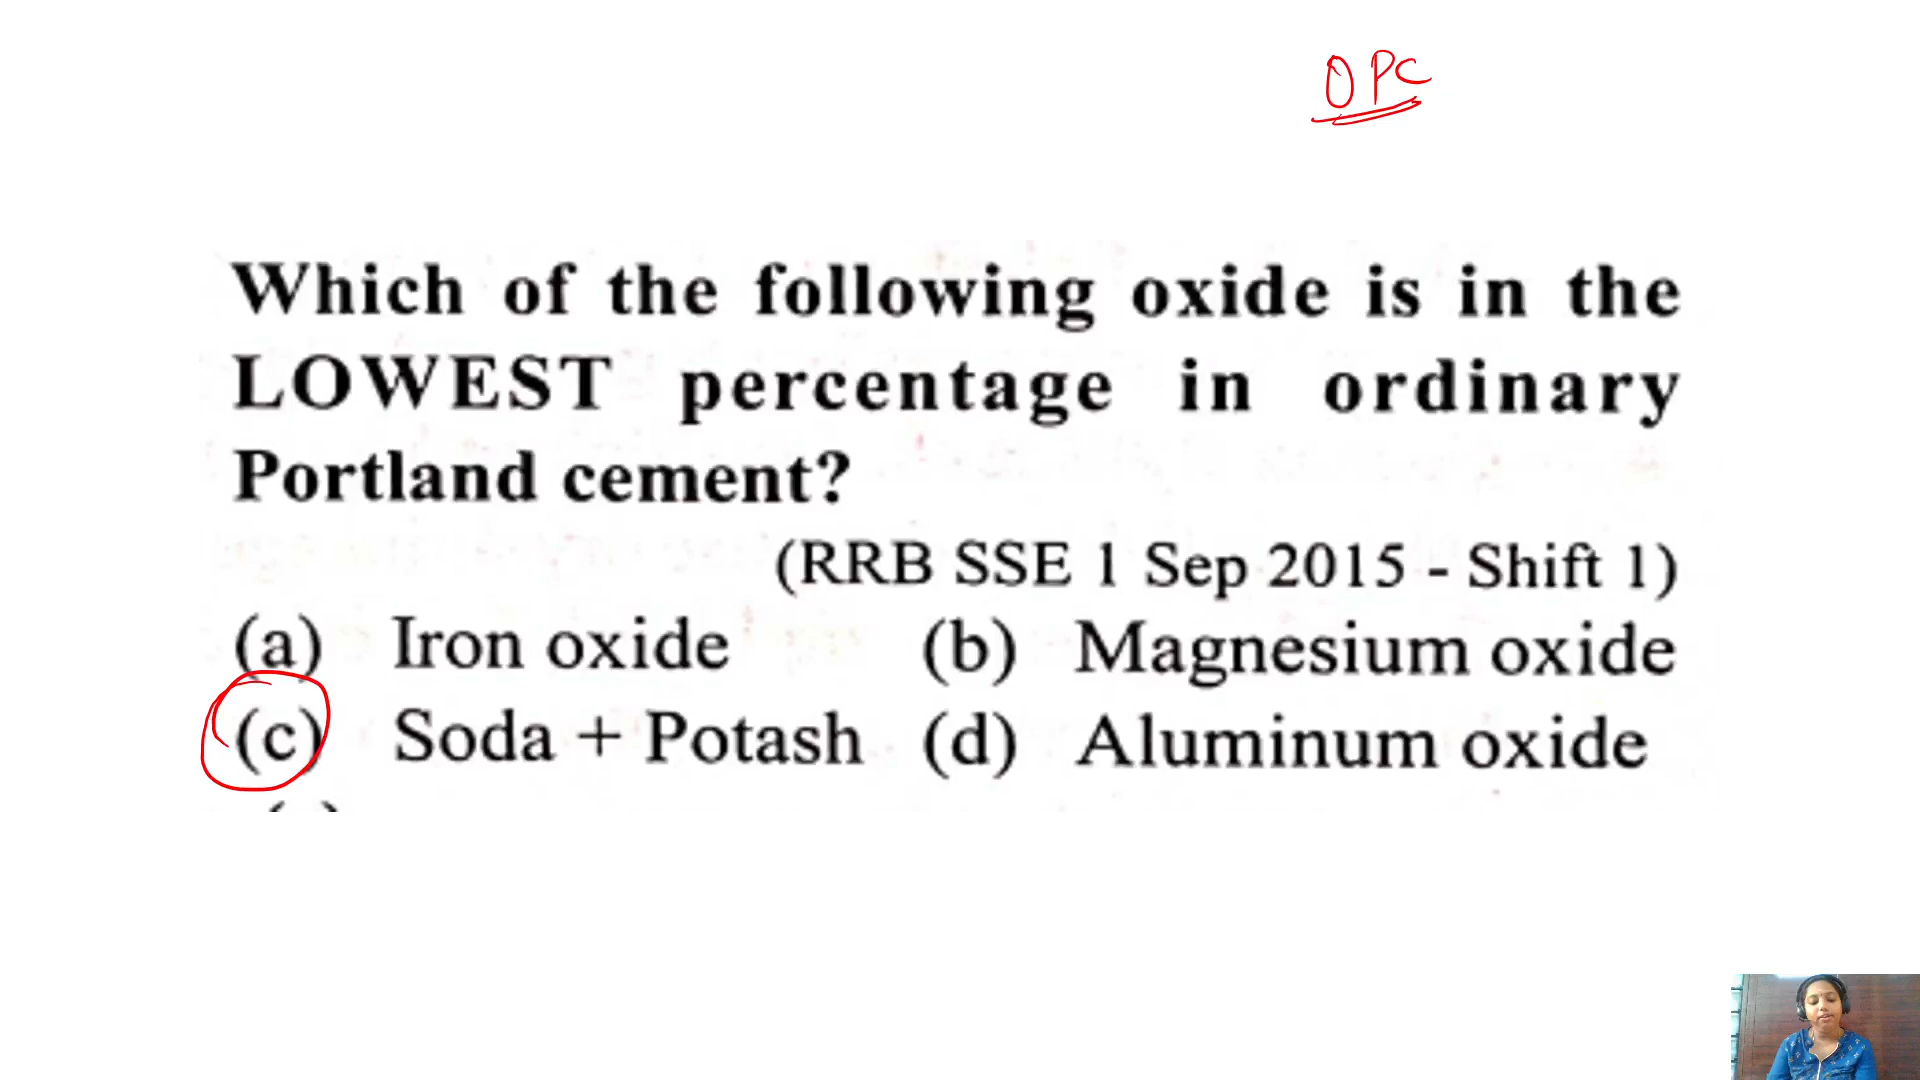 OPC
Which of the following oxide is in the
LOWEST percentage in ordinary
Portland cement?
(RRB SSE 1 Sep 2015 - Shift 1)
(a) Iron oxide (b) Magnesium oxide
(c) Soda + Potash (d) Aluminum oxide